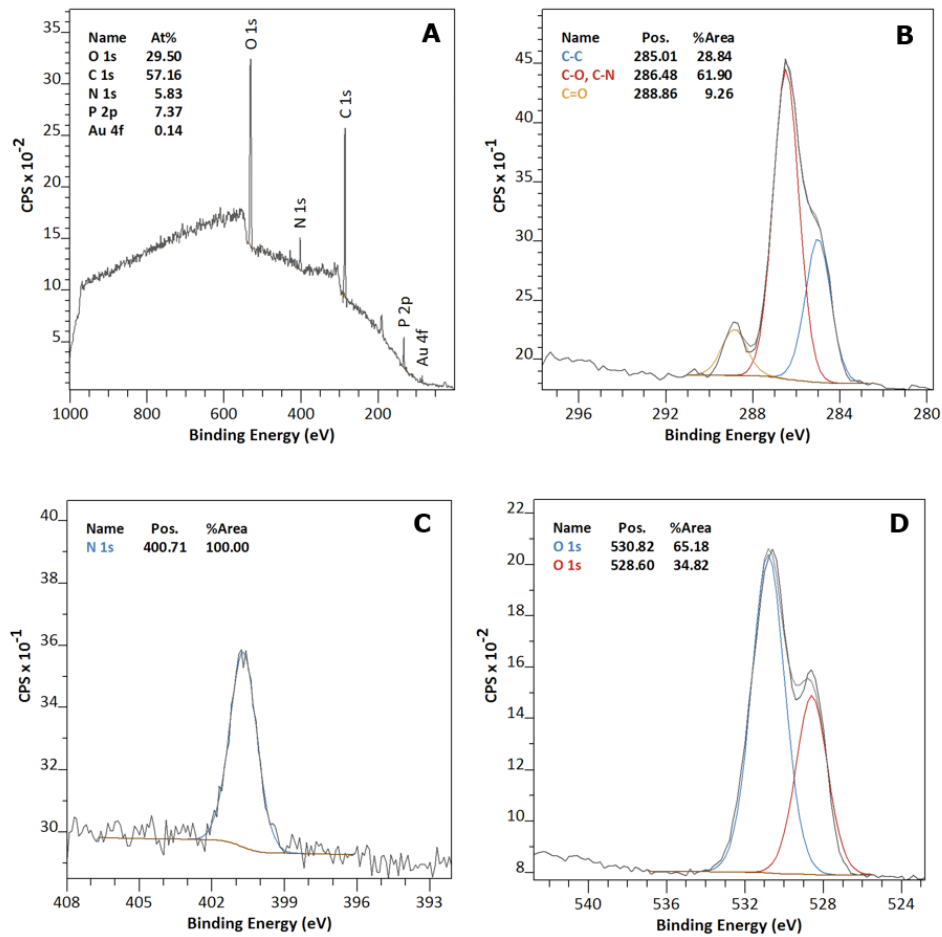 A
Name At%
O 1s 29.50
C 1s 57.16
N 1s 5.83
P 2p 7.37
Au 4f 0.14
O 1s
C 1s
N 1s
P 2p
Au 4f
35
30
25
20
15
10
5
CPS x 10⁻²
1000 800 600 400 200
Binding Energy (eV)
B
Name Pos. %Area
C-C 285.01 28.84
C-O, C-N 286.48 61.90
C=O 288.86 9.26
45
35
30
25
20
CPS x 10⁻¹
296 292 288 284 280
Binding Energy (eV)
C
Name Pos. %Area
N 1s 400.71 100.00
40
38
36
35
32
30
CPS x 10⁻¹
408 405 402 399 396 393
Binding Energy (eV)
D
Name Pos. %Area
O 1s 530.82 65.18
O 1s 528.60 34.82
22
20
18
16
14
12
10
8
CPS x 10⁻²
540 536 532 528 524
Binding Energy (eV)